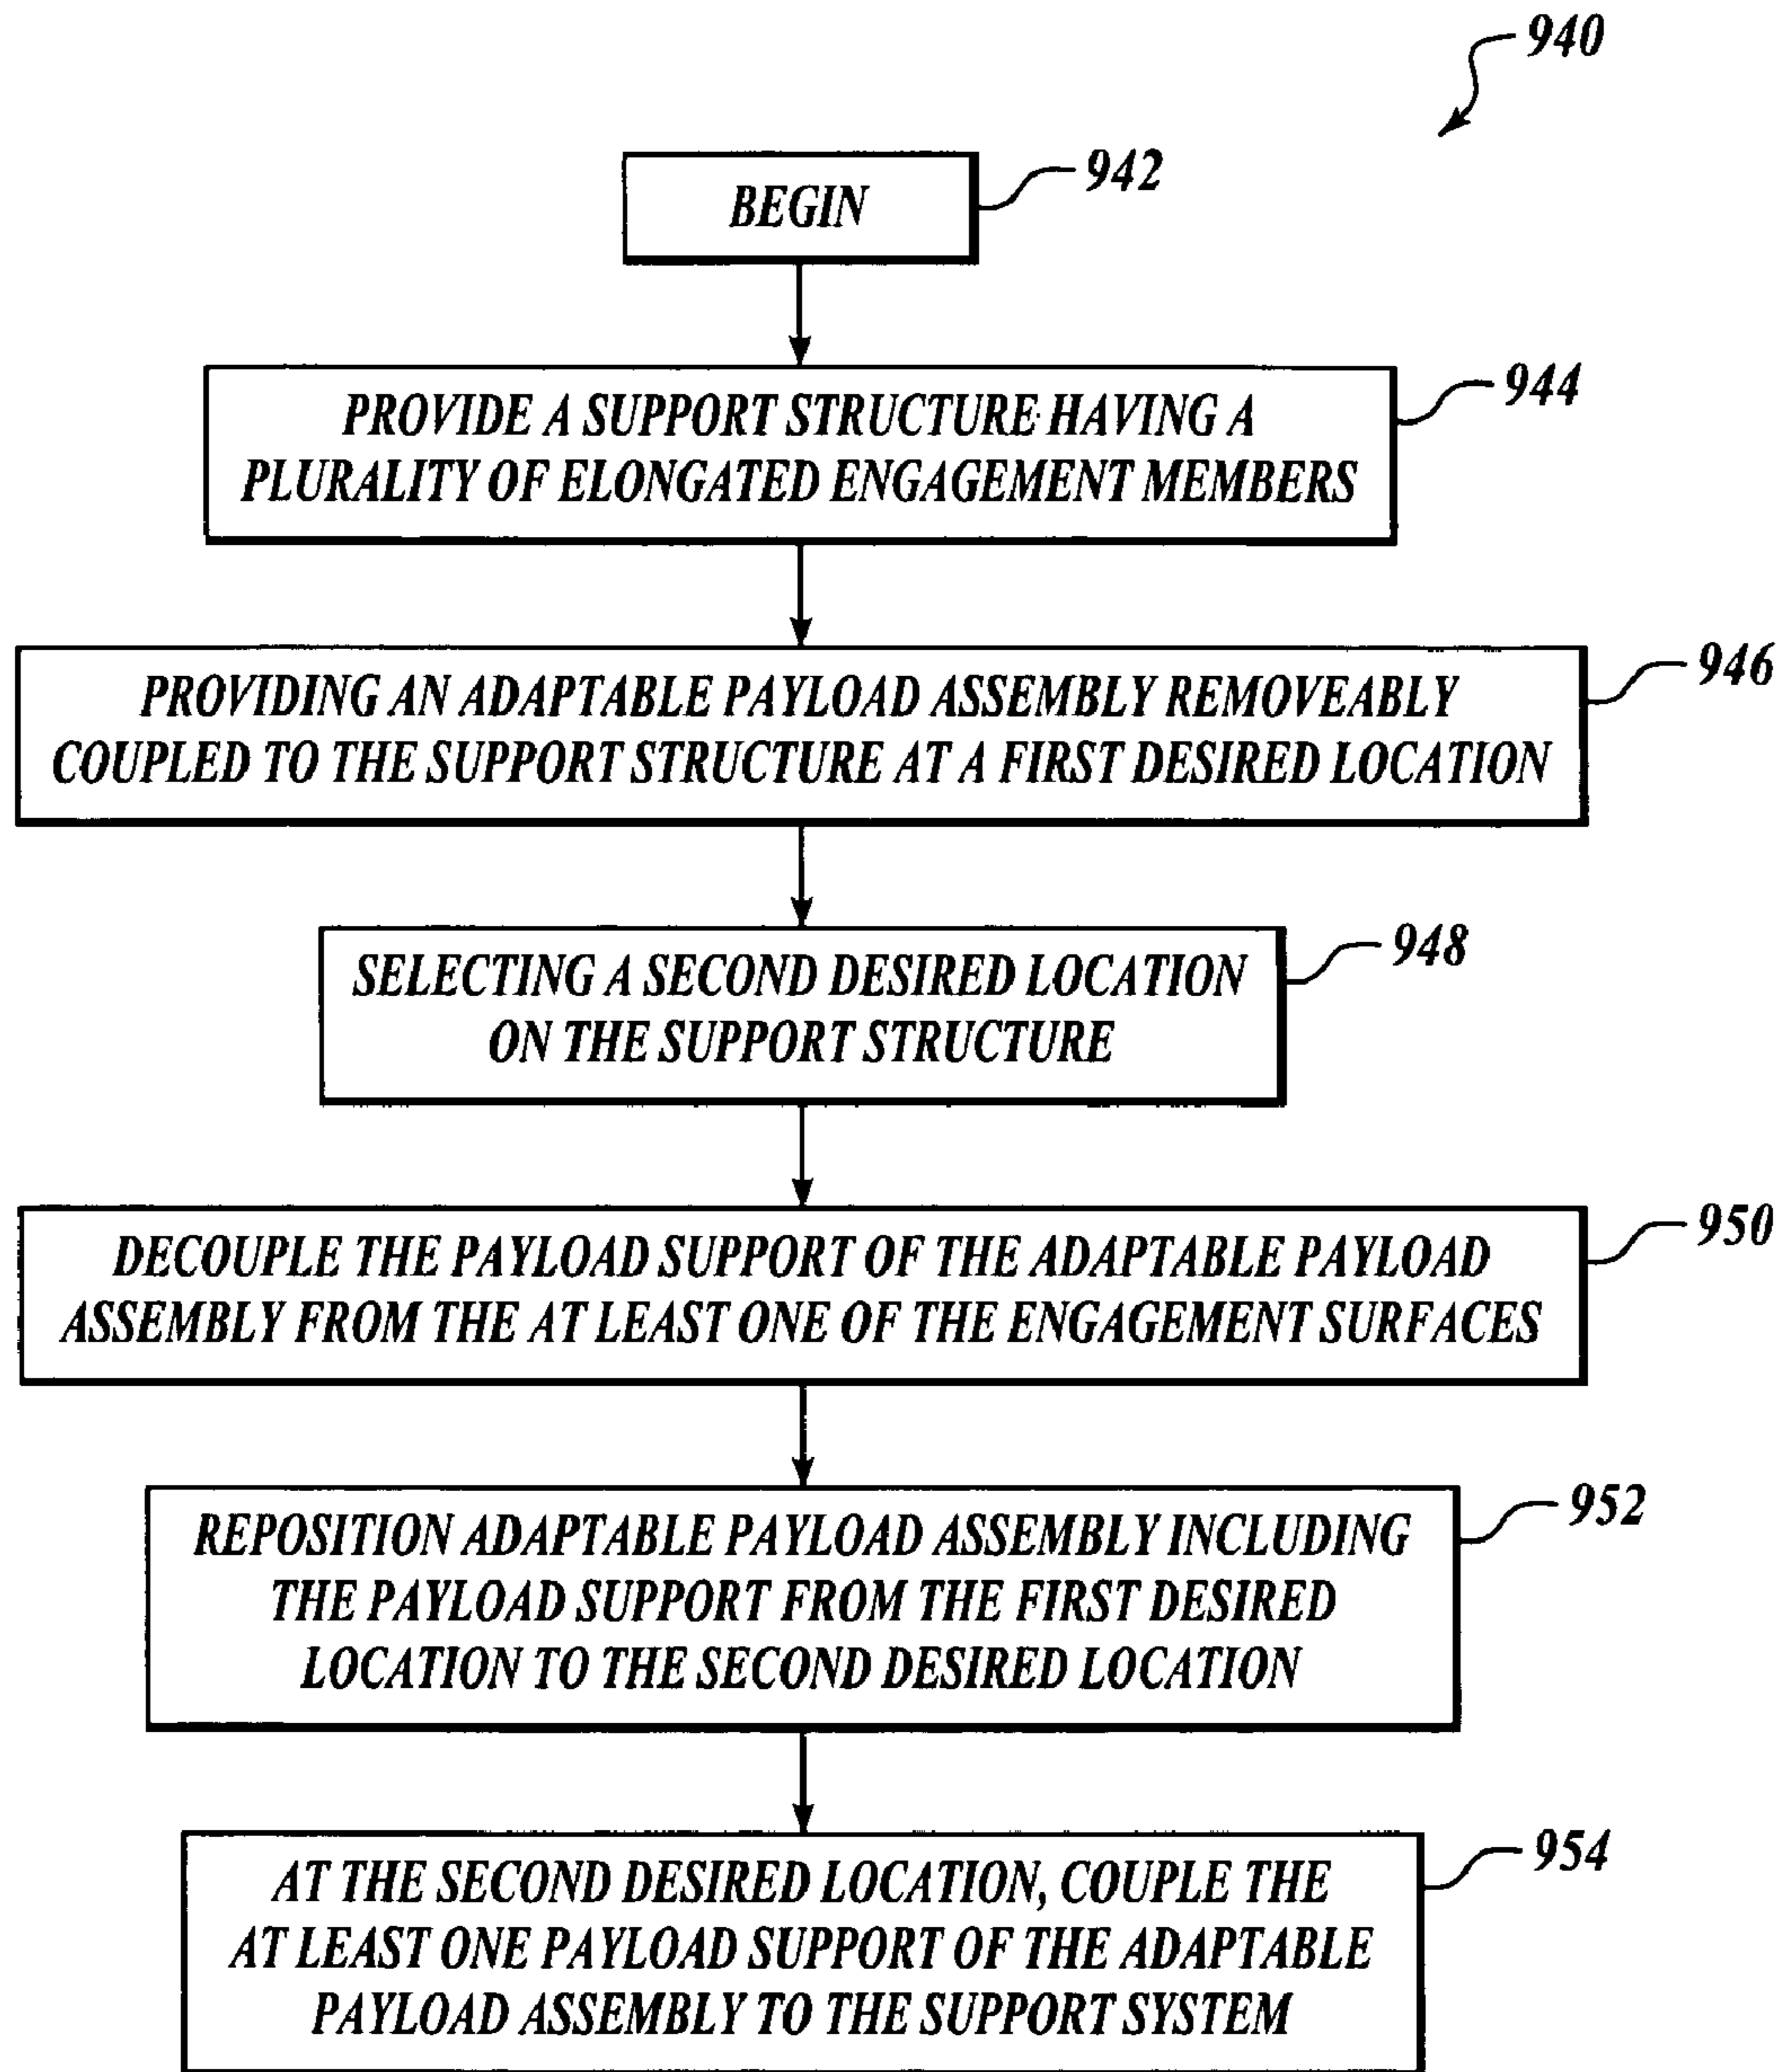 940
BEGIN
942
PROVIDE A SUPPORT STRUCTURE HAVING A
PLURALITY OF ELONGATED ENGAGEMENT MEMBERS
944
PROVIDING AN ADAPTABLE PAYLOAD ASSEMBLY REMOVEABLY
COUPLED TO THE SUPPORT STRUCTURE AT A FIRST DESIRED LOCATION
946
SELECTING A SECOND DESIRED LOCATION
ON THE SUPPORT STRUCTURE
948
DECOUPLE THE PAYLOAD SUPPORT OF THE ADAPTABLE PAYLOAD
ASSEMBLY FROM THE AT LEAST ONE OF THE ENGAGEMENT SURFACES
950
REPOSITION ADAPTABLE PAYLOAD ASSEMBLY INCLUDING
THE PAYLOAD SUPPORT FROM THE FIRST DESIRED
LOCATION TO THE SECOND DESIRED LOCATION
952
AT THE SECOND DESIRED LOCATION, COUPLE THE
AT LEAST ONE PAYLOAD SUPPORT OF THE ADAPTABLE
PAYLOAD ASSEMBLY TO THE SUPPORT SYSTEM
954